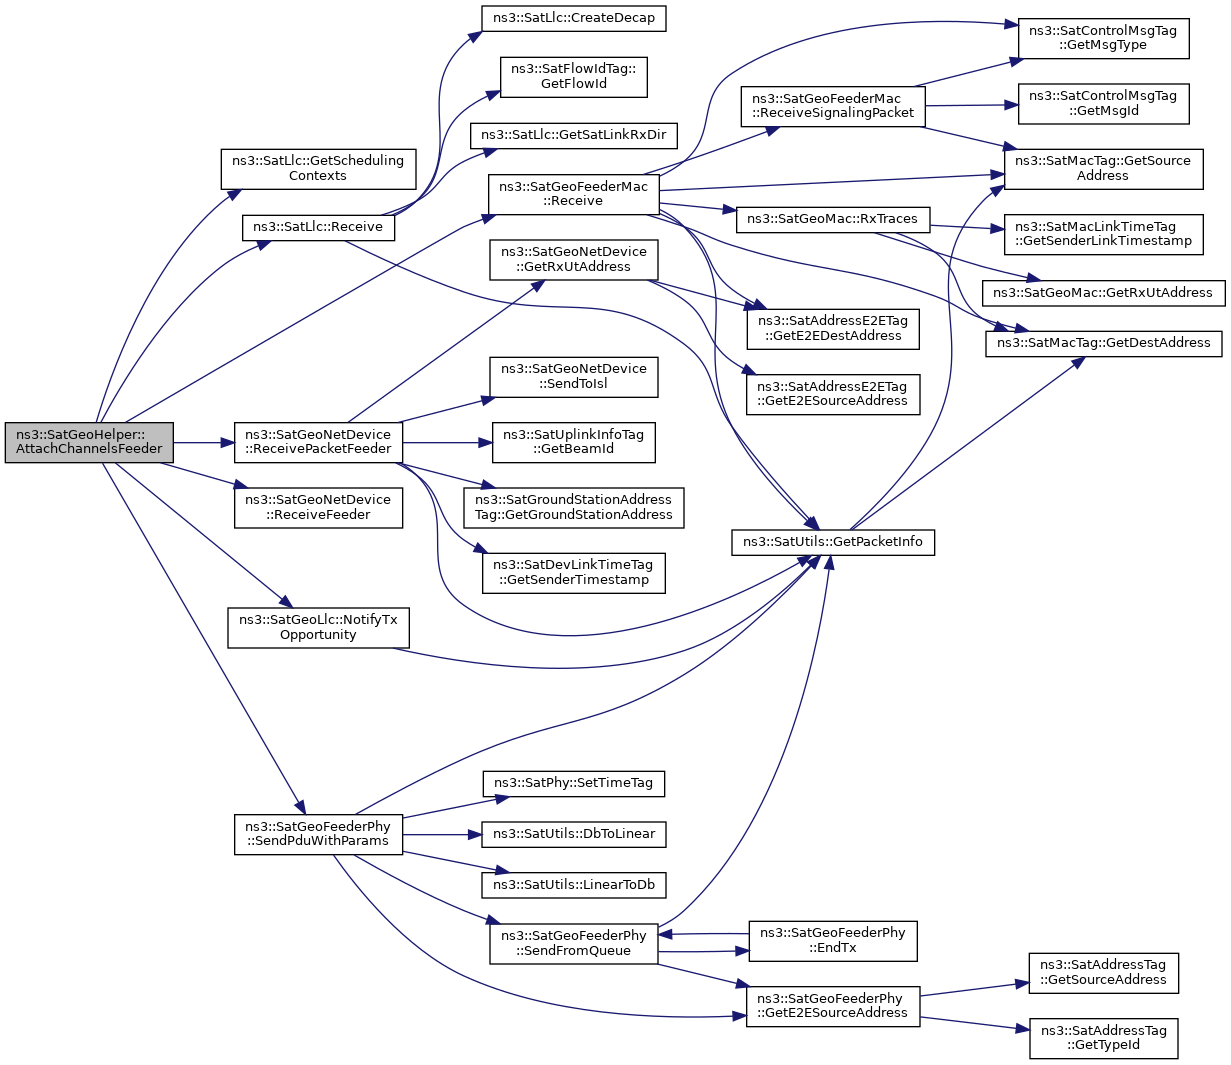 ns3::SatGeoHelper::
AttachChannelsFeeder
ns3::SatLlc::GetScheduling
Contexts
ns3::SatLlc::Receive
ns3::SatGeoNetDevice
::ReceivePacketFeeder
ns3::SatGeoNetDevice
::ReceiveFeeder
ns3::SatGeoLlc::NotifyTx
Opportunity
ns3::SatGeoFeederPhy
::SendPduWithParams
ns3::SatLlc::CreateDecap
ns3::SatFlowIdTag::
GetFlowId
ns3::SatLlc::GetSatLinkRxDir
ns3::SatGeoFeederMac
::Receive
ns3::SatGeoNetDevice
::GetRxUtAddress
ns3::SatGeoNetDevice
::SendToIsl
ns3::SatUplinkInfoTag
::GetBeamId
ns3::SatGroundStationAddress
Tag::GetGroundStationAddress
ns3::SatDevLinkTimeTag
::GetSenderTimestamp
ns3::SatPhy::SetTimeTag
ns3::SatUtils::DbToLinear
ns3::SatUtils::LinearToDb
ns3::SatGeoFeederPhy
::SendFromQueue
ns3::SatGeoFeederMac
::ReceiveSignalingPacket
ns3::SatGeoMac::RxTraces
ns3::SatAddressE2ETag
::GetE2EDestAddress
ns3::SatAddressE2ETag
::GetE2ESourceAddress
ns3::SatUtils::GetPacketInfo
ns3::SatGeoFeederPhy
::EndTx
ns3::SatGeoFeederPhy
::GetE2ESourceAddress
ns3::SatControlMsgTag
::GetMsgType
ns3::SatControlMsgTag
::GetMsgId
ns3::SatMacTag::GetSource
Address
ns3::SatMacLinkTimeTag
::GetSenderLinkTimestamp
ns3::SatGeoMac::GetRxUtAddress
ns3::SatMacTag::GetDestAddress
ns3::SatAddressTag
::GetSourceAddress
ns3::SatAddressTag
::GetTypeId